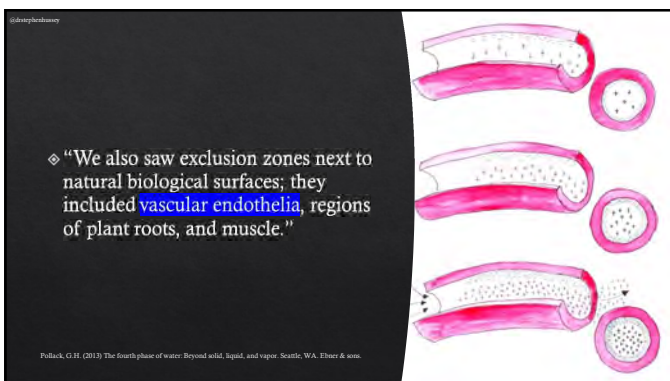 @drstephenhussey
◈ “We also saw exclusion zones next to
natural biological surfaces; they
included vascular endothelia, regions
of plant roots, and muscle.”
Pollack, G.H. (2013) The fourth phase of water: Beyond solid, liquid, and vapor. Seattle, WA. Ebner & sons.